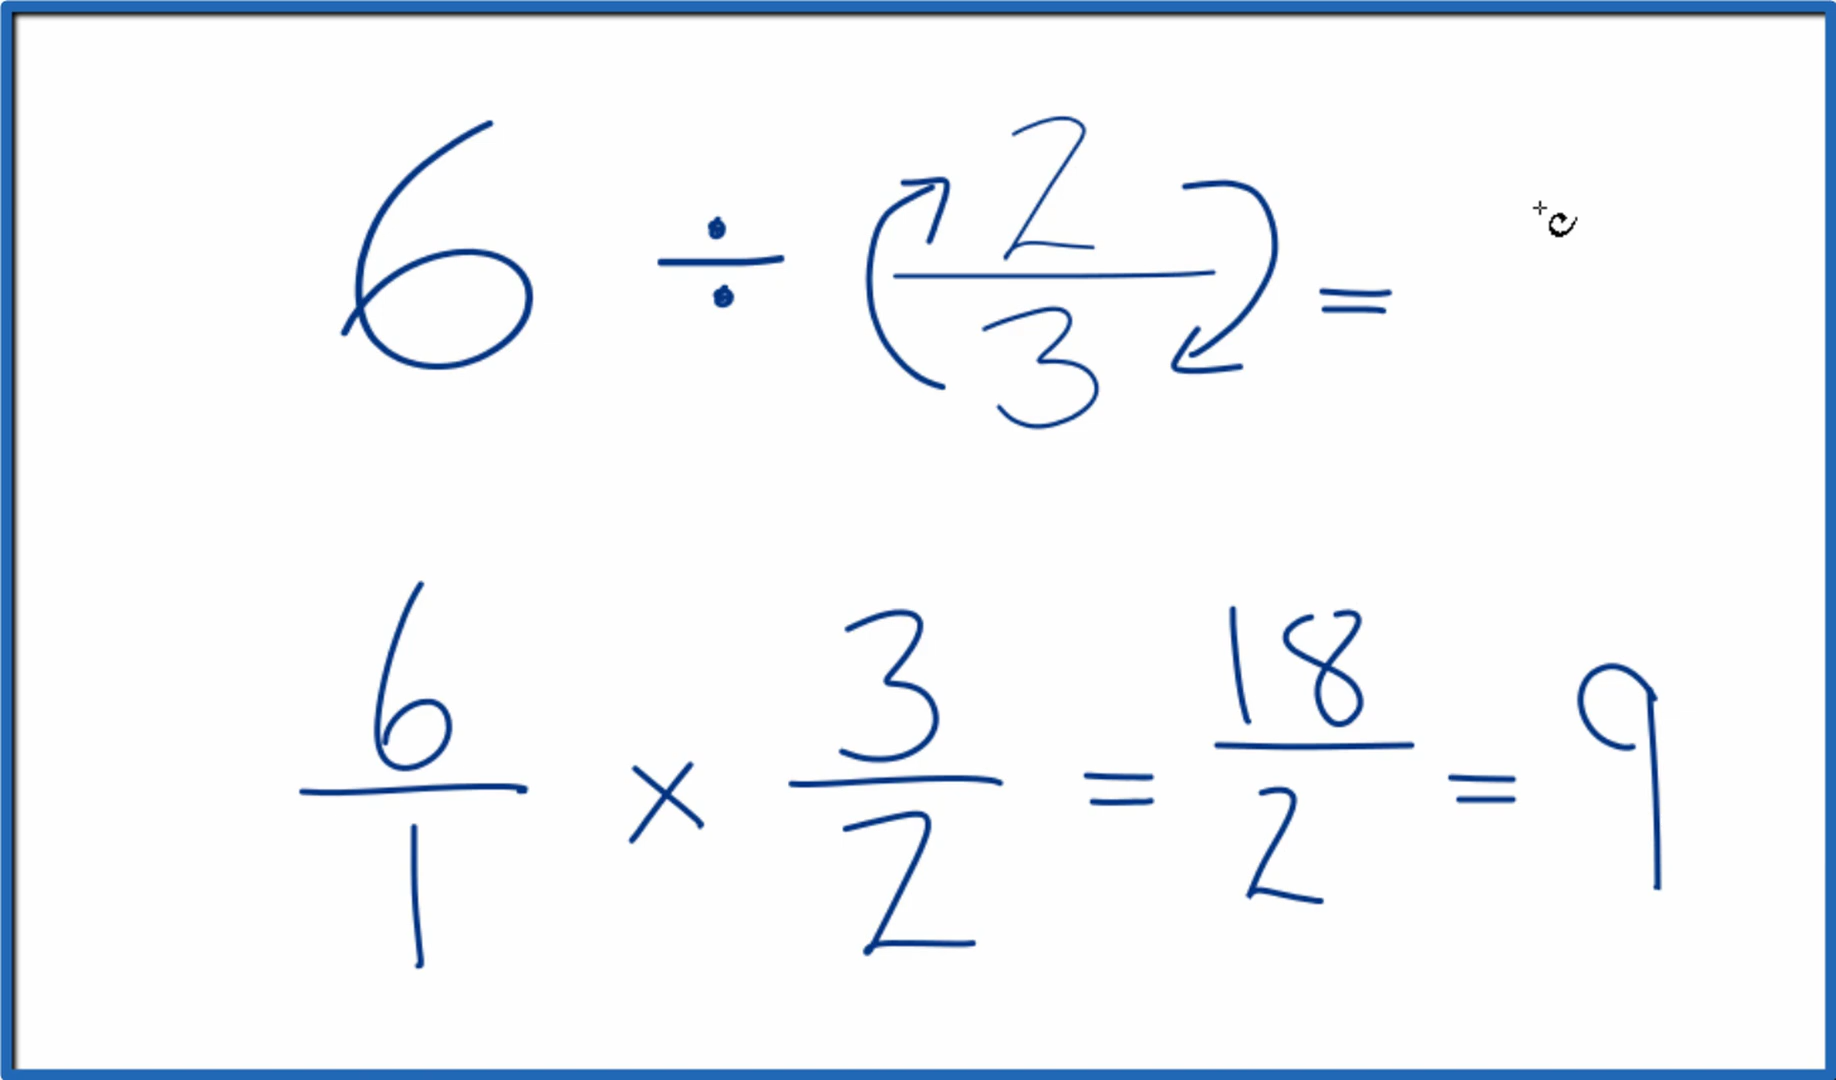 6 ÷ 2/3 =
6/1 × 3/2 = 18/2 = 9